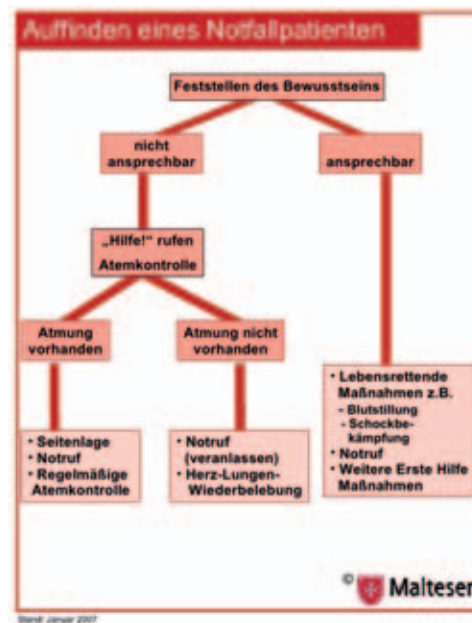 Auffinden eines Notfallpatienten
Feststellen des Bewusstseins
nicht
ansprechbar
ansprechbar
„Hilfe!“ rufen
Atemkontrolle
Atmung
vorhanden
Atmung nicht
vorhanden
• Seitenlage
• Notruf
• Regelmäßige
Atemkontrolle
• Notruf
(veranlassen)
• Herz-Lungen-
Wiederbelebung
• Lebensrettende
Maßnahmen z.B.
- Blutstillung
- Schockbe-
kämpfung
• Notruf
• Weitere Erste Hilfe
Maßnahmen
© Malteser
Stand: Januar 2007